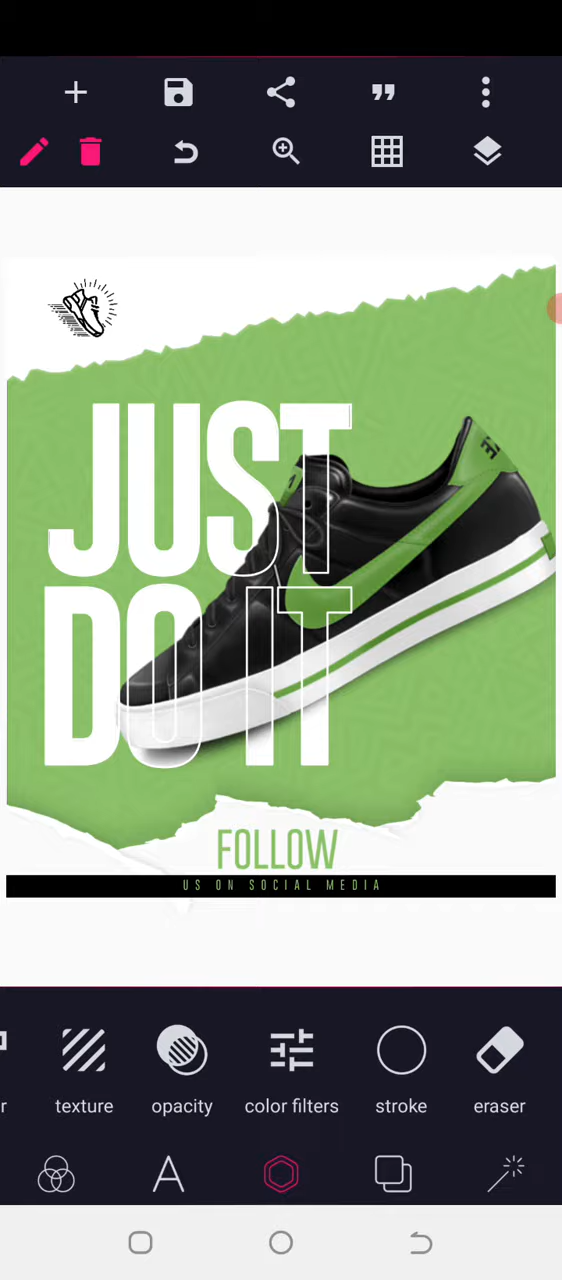 JUST
DO IT
FOLLOW
US ON SOCIAL MEDIA
r
texture
opacity
color filters
stroke
eraser